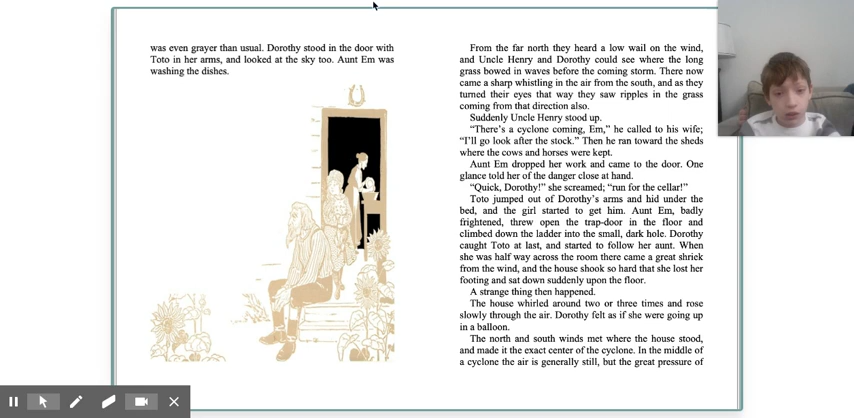 was even grayer than usual. Dorothy stood in the door with
Toto in her arms, and looked at the sky too. Aunt Em was
washing the dishes.
From the far north they heard a low wail on the wind,
and Uncle Henry and Dorothy could see where the long
grass bowed in waves before the coming storm. There now
came a sharp whistling in the air from the south, and as they
turned their eyes that way they saw ripples in the grass
coming from that direction also.
Suddenly Uncle Henry stood up.
“There’s a cyclone coming, Em,” he called to his wife;
“I’ll go look after the stock.” Then he ran toward the sheds
where the cows and horses were kept.
Aunt Em dropped her work and came to the door. One
glance told her of the danger close at hand.
“Quick, Dorothy!” she screamed; “run for the cellar!”
Toto jumped out of Dorothy’s arms and hid under the
bed, and the girl started to get him. Aunt Em, badly
frightened, threw open the trap-door in the floor and
climbed down the ladder into the small, dark hole. Dorothy
caught Toto at last, and started to follow her aunt. When
she was half way across the room there came a great shriek
from the wind, and the house shook so hard that she lost her
footing and sat down suddenly upon the floor.
A strange thing then happened.
The house whirled around two or three times and rose
slowly through the air. Dorothy felt as if she were going up
in a balloon.
The north and south winds met where the house stood,
and made it the exact center of the cyclone. In the middle of
a cyclone the air is generally still, but the great pressure of